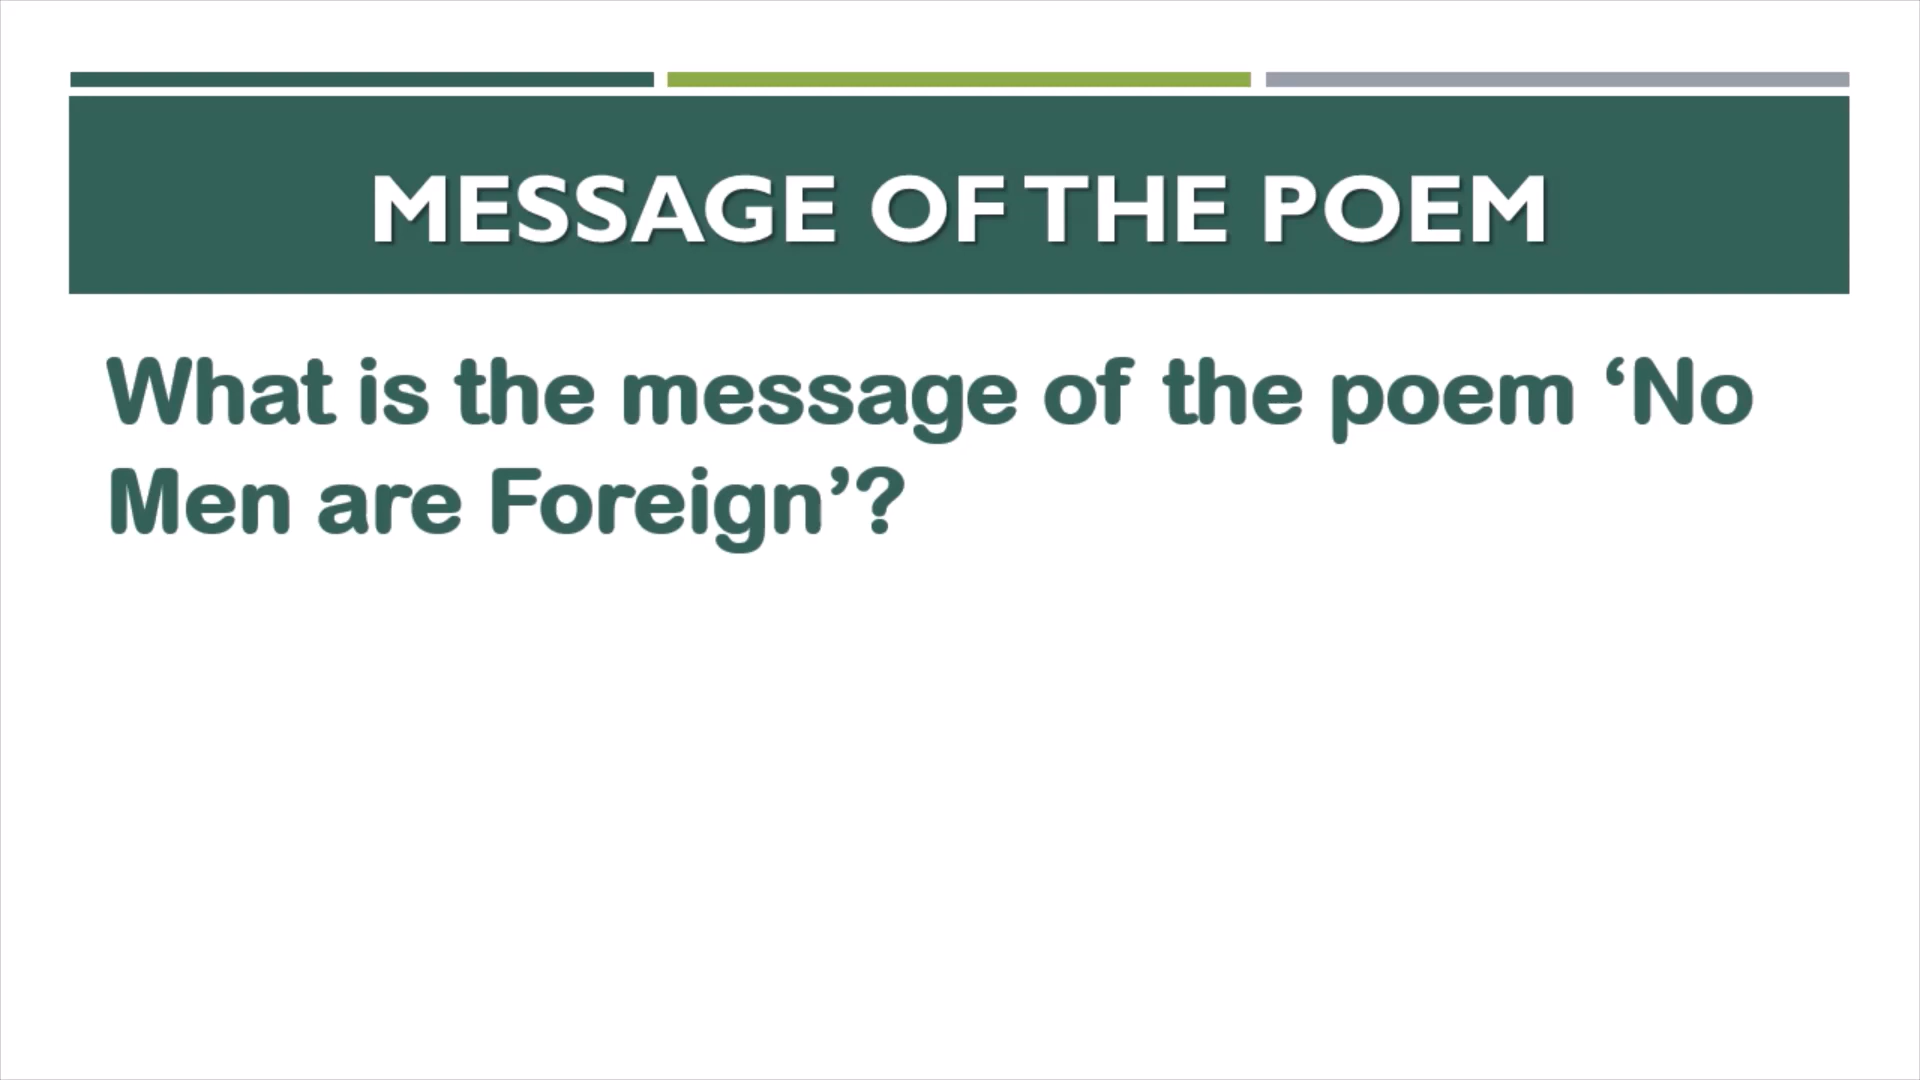 MESSAGE OF THE POEM
What is the message of the poem ‘No
Men are Foreign’?